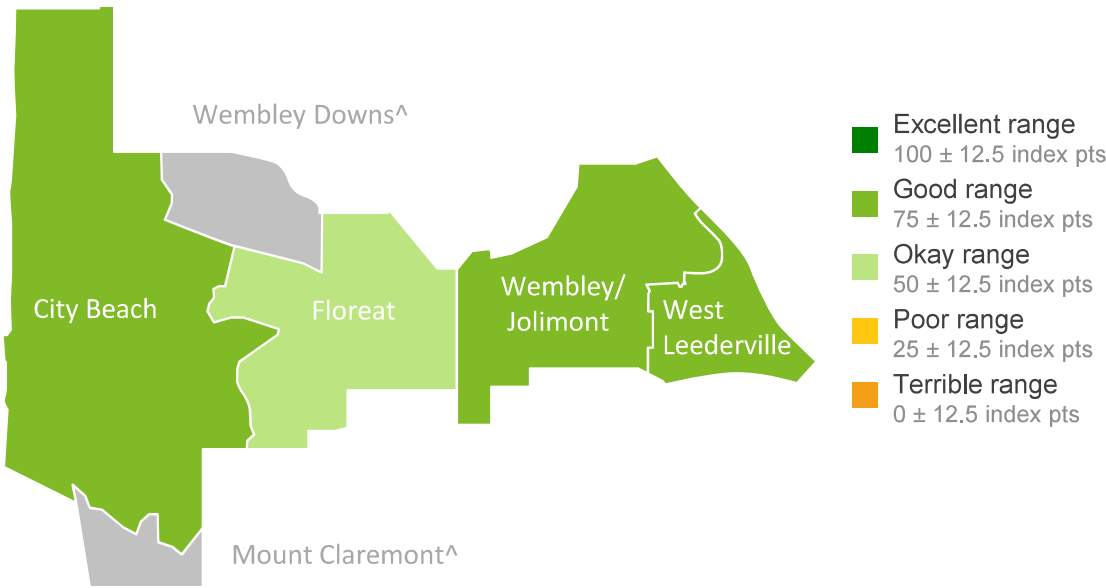 Wembley Downs^
City Beach
Floreat
Wembley/
Jolimont
West
Leederville
Mount Claremont^
Excellent range
100 ± 12.5 index pts
Good range
75 ± 12.5 index pts
Okay range
50 ± 12.5 index pts
Poor range
25 ± 12.5 index pts
Terrible range
0 ± 12.5 index pts